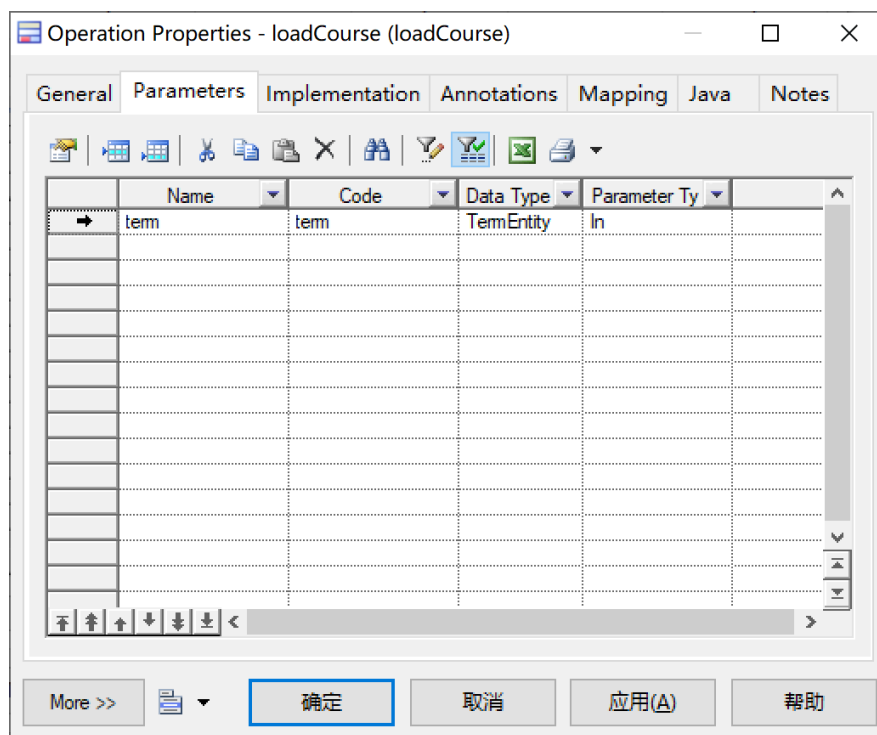 Operation Properties - loadCourse (loadCourse)
General Parameters Implementation Annotations Mapping Java Notes
Name Code Data Type Parameter Ty
term term TermEntity In
More >> 确定 取消 应用(A) 帮助